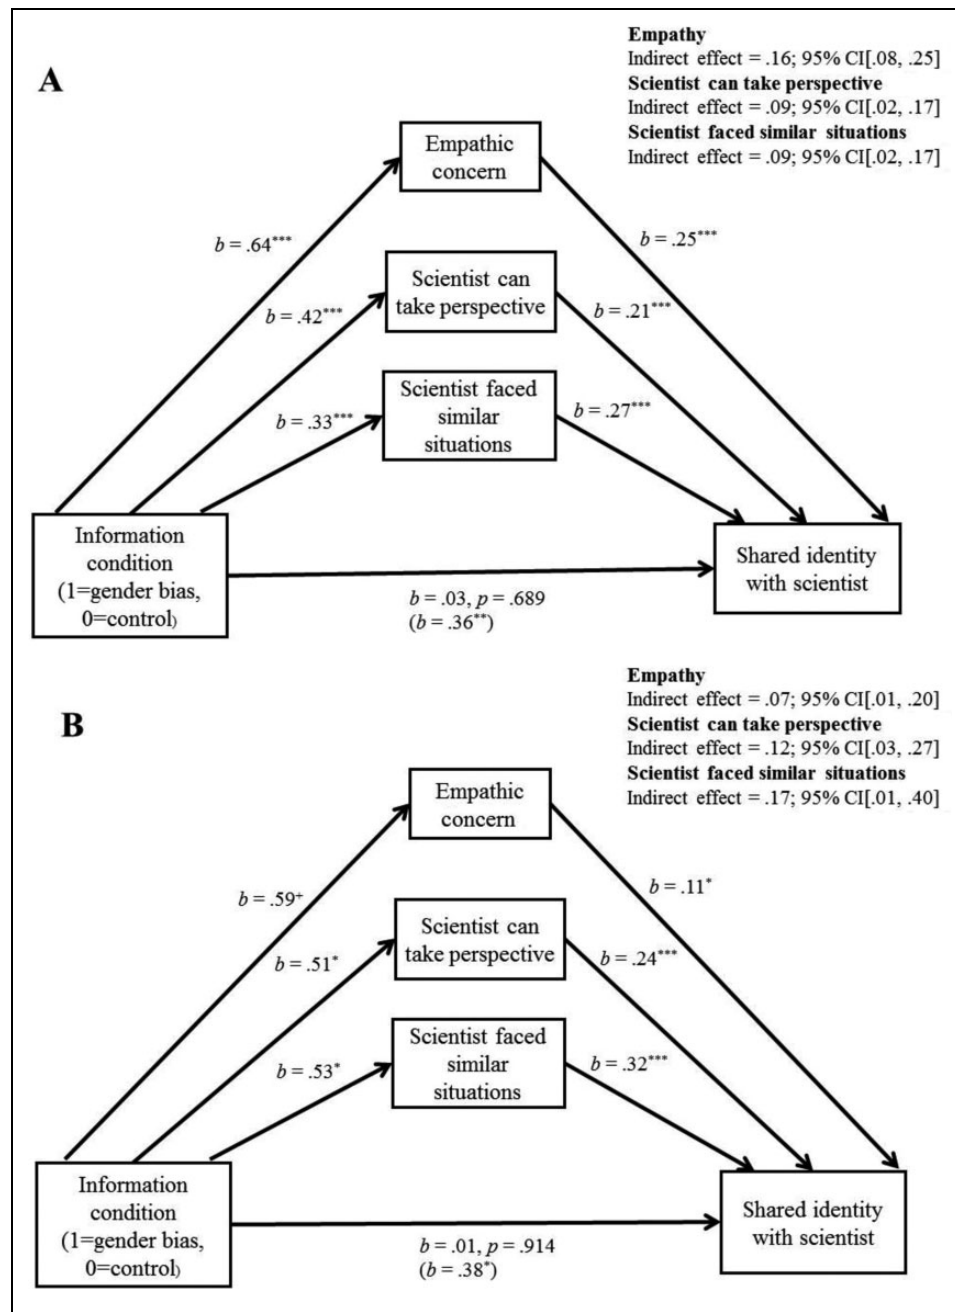 A
Empathy
Indirect effect = .16; 95% CI[.08, .25]
Scientist can take perspective
Indirect effect = .09; 95% CI[.02, .17]
Scientist faced similar situations
Indirect effect = .09; 95% CI[.02, .17]
Empathic
concern
b = .64***
b = .25***
Scientist can
take perspective
b = .42***
b = .21***
Scientist faced
similar
situations
b = .33***
b = .27***
Information
condition
(1=gender bias,
0=control)
Shared identity
with scientist
b = .03, p = .689
(b = .36**)
B
Empathy
Indirect effect = .07; 95% CI[.01, .20]
Scientist can take perspective
Indirect effect = .12; 95% CI[.03, .27]
Scientist faced similar situations
Indirect effect = .17; 95% CI[.01, .40]
Empathic
concern
b = .59+
b = .11*
Scientist can
take perspective
b = .51*
b = .24***
Scientist faced
similar
situations
b = .53*
b = .32***
Information
condition
(1=gender bias,
0=control)
Shared identity
with scientist
b = .01, p = .914
(b = .38*)